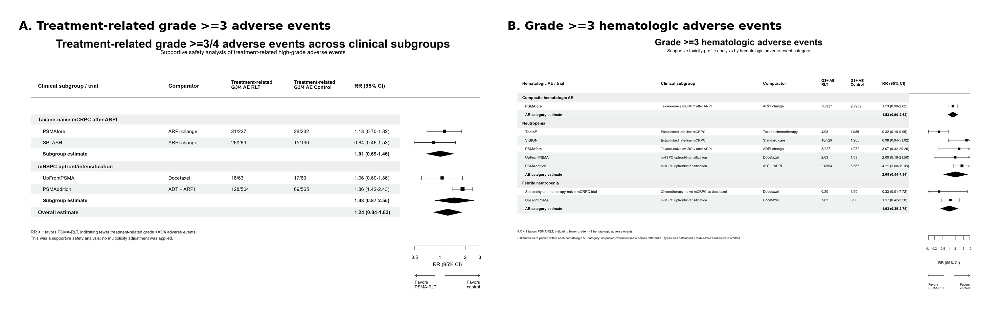 A. Treatment-related grade >=3 adverse events
Treatment-related grade >=3/4 adverse events across clinical subgroups
Supportive safety analysis of treatment-related high-grade adverse events
Clinical subgroup / trial Comparator Treatment-related G3/4 AE RLT Treatment-related G3/4 AE Control RR (95% CI)
Taxane-naive mCRPC after ARPI
PSMAfore ARPI change 31/227 28/232 1.13 (0.70-1.82)
SPLASH ARPI change 26/269 15/130 0.84 (0.46-1.53)
Subgroup estimate 1.01 (0.69-1.46)
mHSPC upfront/intensification
UpFrontPSMA Docetaxel 18/63 17/63 1.06 (0.60-1.86)
PSMAddition ADT + ARPI 128/564 69/565 1.86 (1.42-2.43)
Subgroup estimate 1.48 (0.87-2.55)
Overall estimate 1.24 (0.84-1.83)
RR < 1 favors PSMA-RLT, indicating fewer treatment-related grade >=3/4 adverse events.
This was a supportive safety analysis; no multiplicity adjustment was applied.
0.5 1 2 3
RR (95% CI)
Favors PSMA-RLT Favors control
B. Grade >=3 hematologic adverse events
Grade >=3 hematologic adverse events
Supportive toxicity-profile analysis by hematologic adverse-event category
Hematologic AE / trial Clinical subgroup Comparator G3+ AE RLT G3+ AE Control RR (95% CI)
Composite hematologic AE
PSMAfore Taxane-naive mCRPC after ARPI ARPI change 30/227 20/232 1.53 (0.90-2.62)
AE-category estimate 1.53 (0.90-2.62)
Neutropenia
TheraP Established late-line mCRPC Taxane chemotherapy 4/98 11/85 0.32 (0.10-0.95)
VISION Established late-line mCRPC Standard care 18/529 1/205 6.98 (0.94-51.92)
PSMAfore Taxane-naive mCRPC after ARPI ARPI change 3/227 1/232 3.07 (0.32-29.26)
UpFrontPSMA mHSPC upfront/intensification Docetaxel 2/63 1/63 2.00 (0.19-21.50)
PSMAddition mHSPC upfront/intensification ADT + ARPI 21/564 5/565 4.21 (1.60-11.08)
AE-category estimate 2.05 (0.54-7.84)
Febrile neutropenia
Satapathy chemotherapy-naive mCRPC trial Chemotherapy-naive mCRPC vs docetaxel Docetaxel 0/20 1/20 0.33 (0.01-7.72)
UpFrontPSMA mHSPC upfront/intensification Docetaxel 7/63 6/63 1.17 (0.42-3.28)
AE-category estimate 1.03 (0.39-2.75)
RR < 1 favors PSMA-RLT, indicating fewer grade >=3 hematologic adverse events.
Estimates were pooled within each hematologic AE category; no pooled overall estimate across different AE types was calculated. Double-zero studies were omitted.
0.1 0.2 0.5 1 2 5 10
RR (95% CI)
Favors PSMA-RLT Favors control